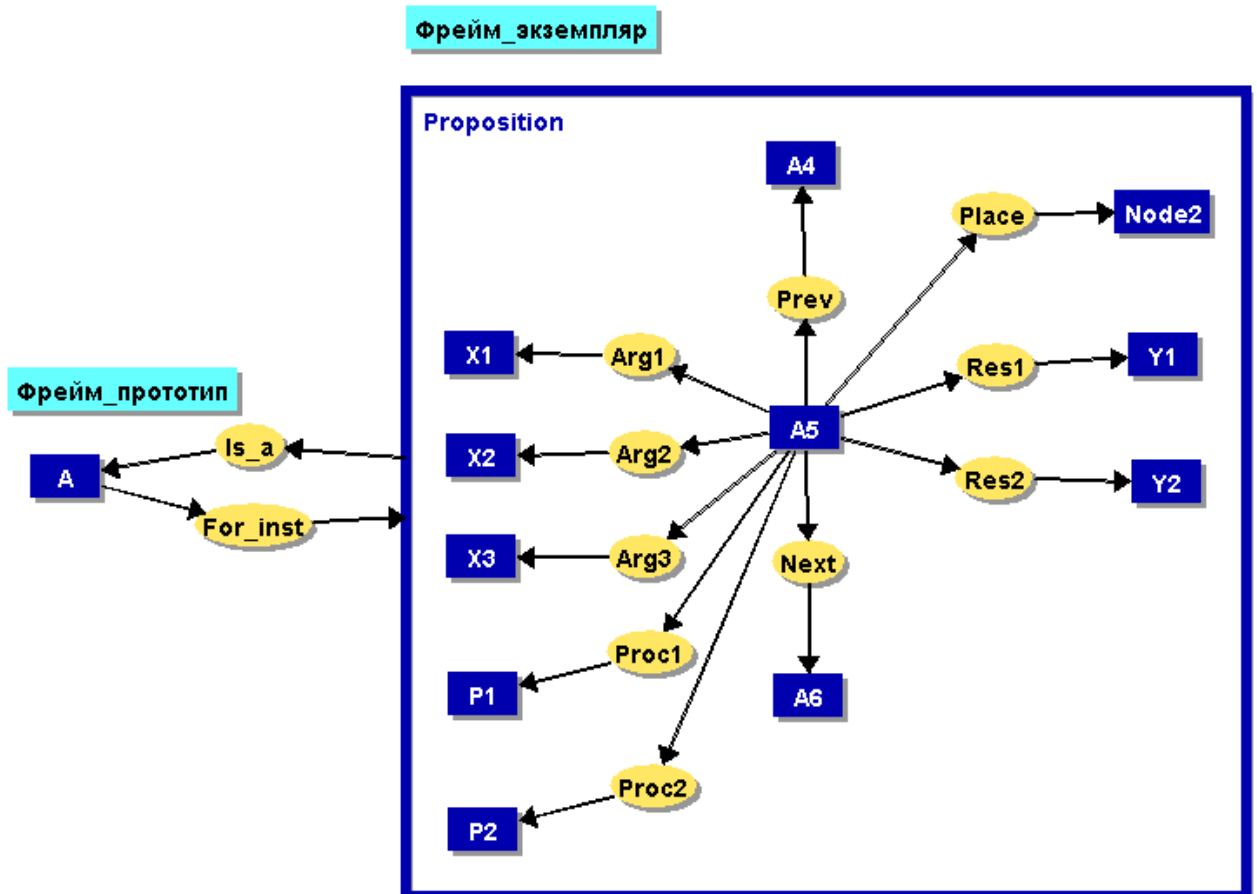 Фрейм_экземпляр
Proposition
A4
Place
Node2
Prev
X1
Arg1
Res1
Y1
Фрейм_прототип
A5
Is_a
X2
Arg2
A
Res2
Y2
For_inst
X3
Arg3
Next
Proc1
P1
A6
Proc2
P2